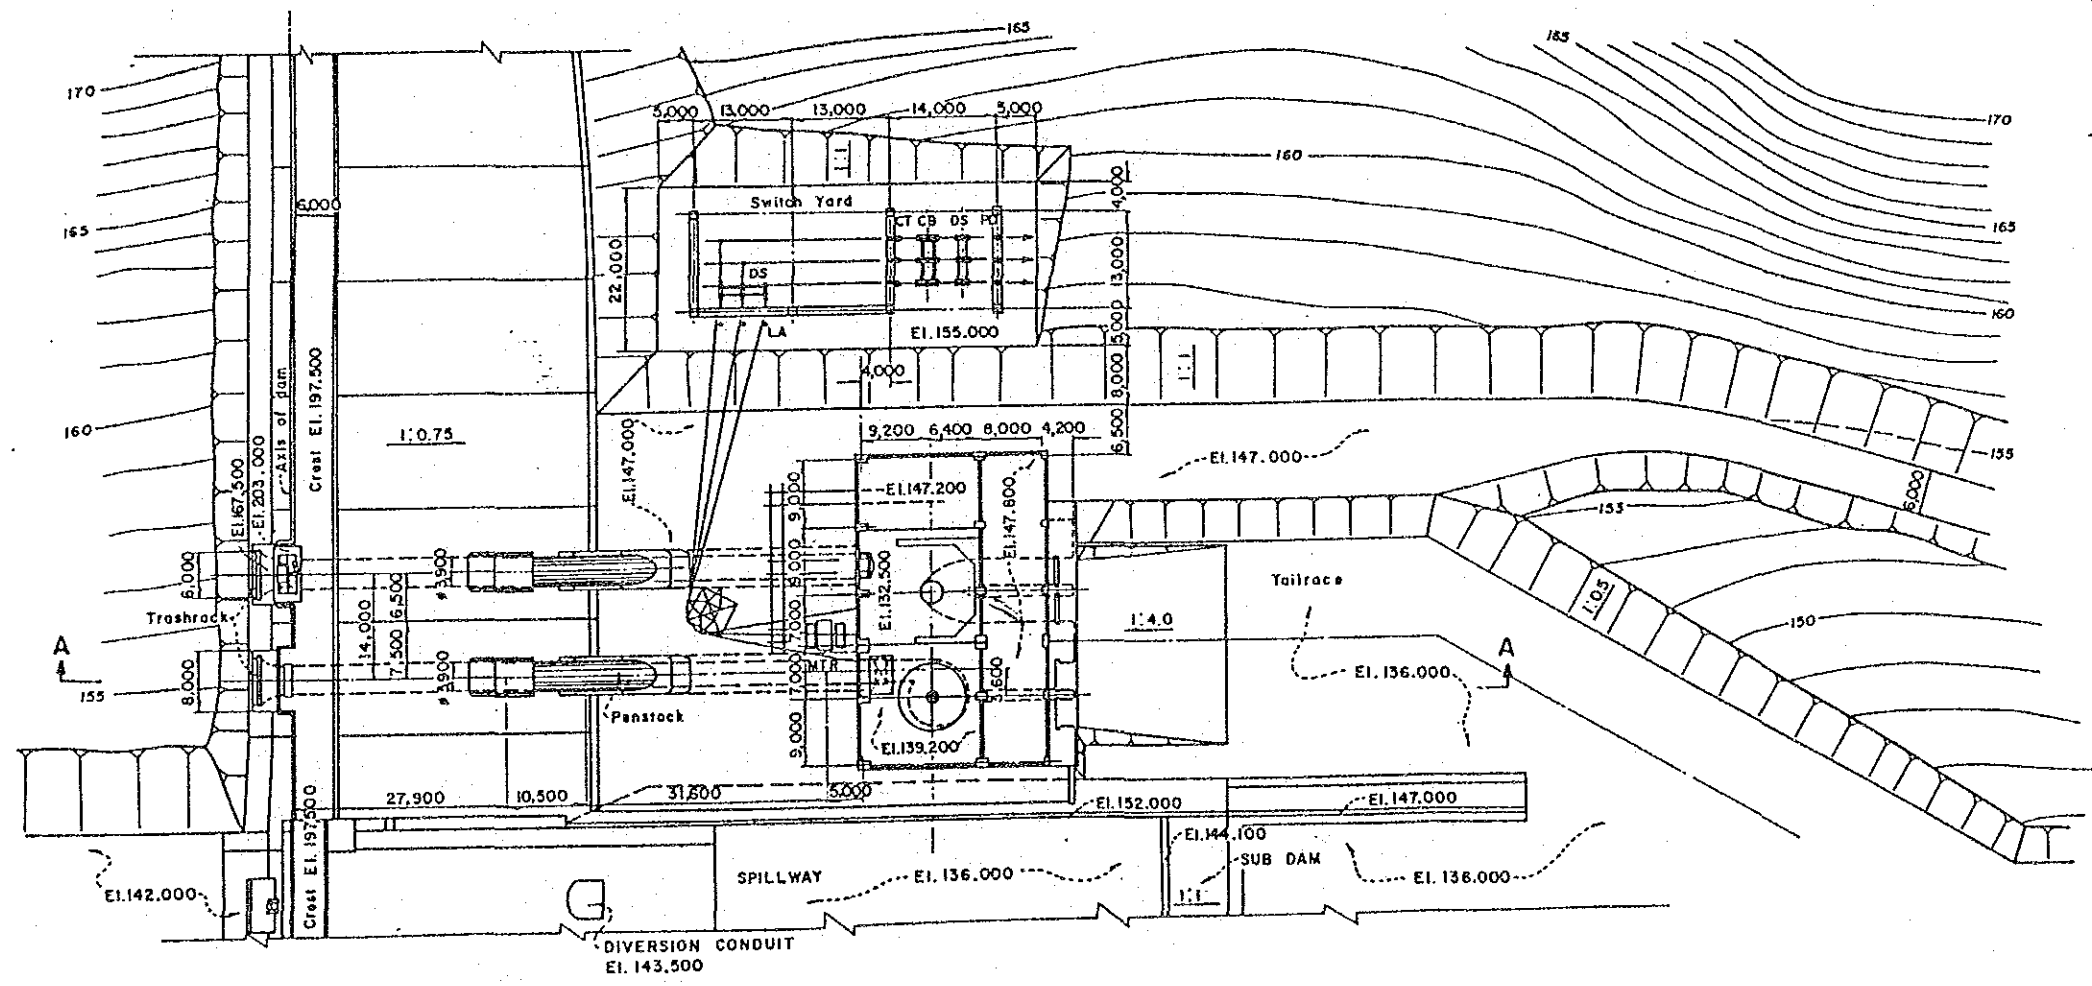 165
165
170
170
5,000 13,000 13,000 14,000 5,000
1:1
160
4,000
Switch Yard
6,000
CT CB DS PD
165
165
22,000
DS
13,000
LA
El.155.000
5,000
160
1:1
4,000
8,000
Crest El.197.500
Axis of dam
160
1:0.75
9,200 6,400 8,000 4,200
6,500
155
El.147.000
El.147.000
El.167.500
El.203.000
El.147.200
El.147.800
9,000
6,000
153
6,000
ø3,900
9,000
El.132.500
Tailrace
Trashrack
14,000
6,500
7,500
7,000
1:4.0
1:0.5
150
A
A
MTR
El.136.000
155
8,000
ø3,900
7,000
3,600
Penstock
9,000
El.139.200
27,900 10,500 31,600 5,000
El.152.000
El.147.000
Crest El.197.500
El.144.100
SUB DAM
El.142.000
SPILLWAY
El.136.000
1:1
El.136.000
DIVERSION CONDUIT
El.143.500